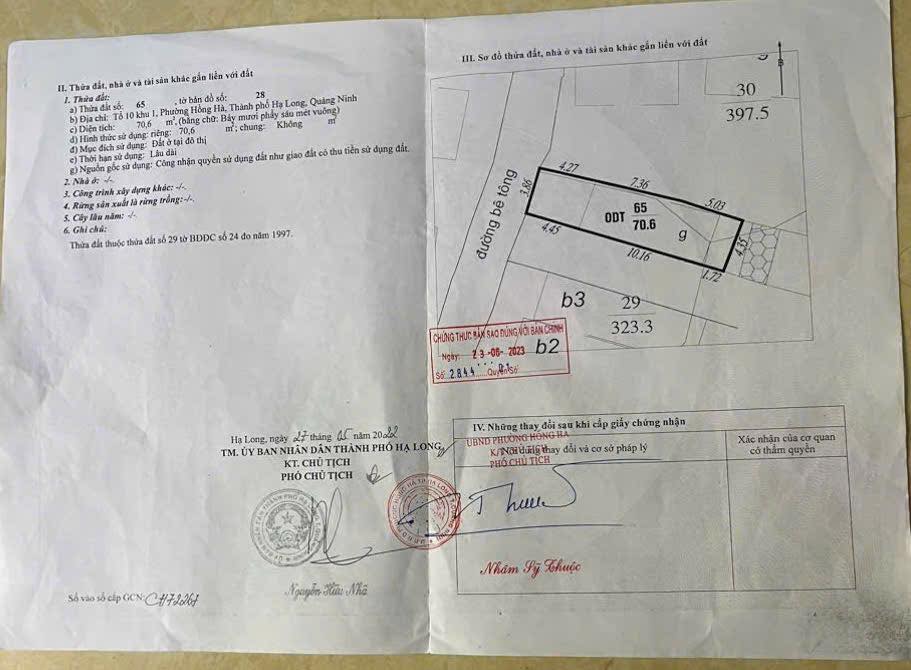 II. Thửa đất, nhà ở và tài sản khác gắn liền với đất
1. Thửa đất:
a) Thửa đất số: 65 , tờ bản đồ số: 28
b) Địa chỉ: Tổ 10 khu 1, Phường Hồng Hà, Thành phố Hạ Long, Quảng Ninh
c) Diện tích: 70,6 m², (bằng chữ: Bảy mươi phẩy sáu mét vuông)
d) Hình thức sử dụng: riêng: 70,6 m²; chung: Không m²
đ) Mục đích sử dụng: Đất ở tại đô thị
e) Thời hạn sử dụng: Lâu dài
g) Nguồn gốc sử dụng: Công nhận quyền sử dụng đất như giao đất có thu tiền sử dụng đất.
2. Nhà ở: -/-.
3. Công trình xây dựng khác: -/-.
4. Rừng sản xuất là rừng trồng: -/-.
5. Cây lâu năm: -/-
6. Ghi chú:
Thửa đất thuộc thửa đất số 29 tờ BĐĐC số 24 đo năm 1997.
Hạ Long, ngày 27 tháng 05 năm 2022
TM. ỦY BAN NHÂN DÂN THÀNH PHỐ HẠ LONG
KT. CHỦ TỊCH
PHÓ CHỦ TỊCH
Nguyễn Hữu Nhã
Số vào sổ cấp GCN: CH72267
III. Sơ đồ thửa đất, nhà ở và tài sản khác gắn liền với đất
B
30
397.5
4.27
7.36
5.03
3.86
đường bê tông
ODT
65
70.6
g
4.35
4.45
10.16
1.72
b3
29
323.3
b2
CHỨNG THỰC BẢN SAO ĐÚNG VỚI BẢN CHÍNH
Ngày: 23-06-2023
Số: 2844 Quyển Số 01
IV. Những thay đổi sau khi cấp giấy chứng nhận
Nội dung thay đổi và cơ sở pháp lý
Xác nhận của cơ quan
có thẩm quyền
UBND PHƯỜNG HỒNG HÀ
PHÓ CHỦ TỊCH
Nhâm Sỹ Thuộc